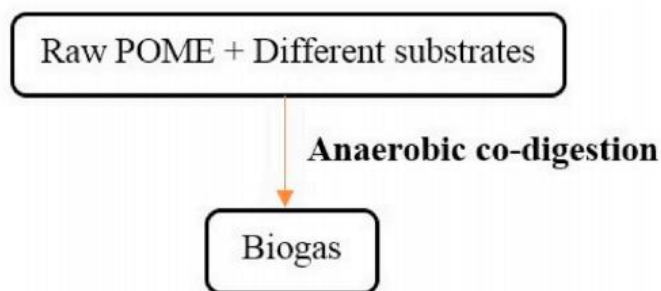 Raw POME + Different substrates
Anaerobic co-digestion
Biogas